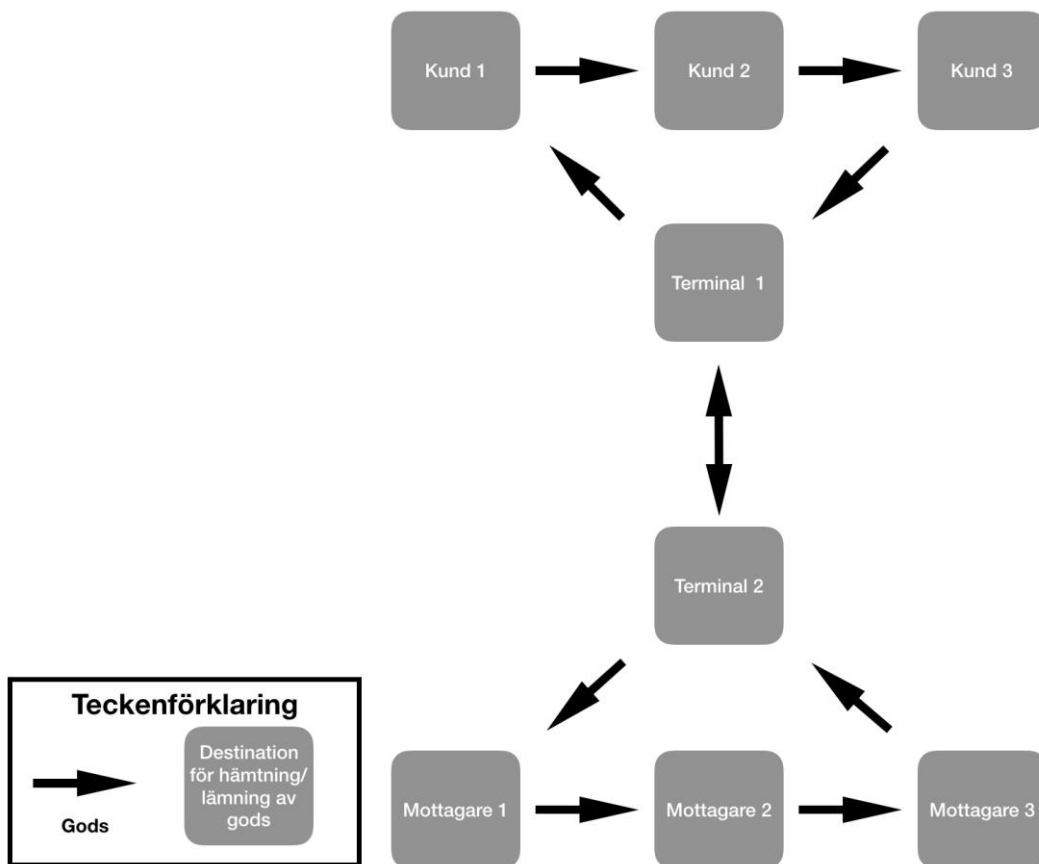 Kund 1
Kund 2
Kund 3
Terminal 1
Terminal 2
Teckenförklaring
Destination
för hämtning/
lämning av
gods
Gods
Mottagare 1
Mottagare 2
Mottagare 3